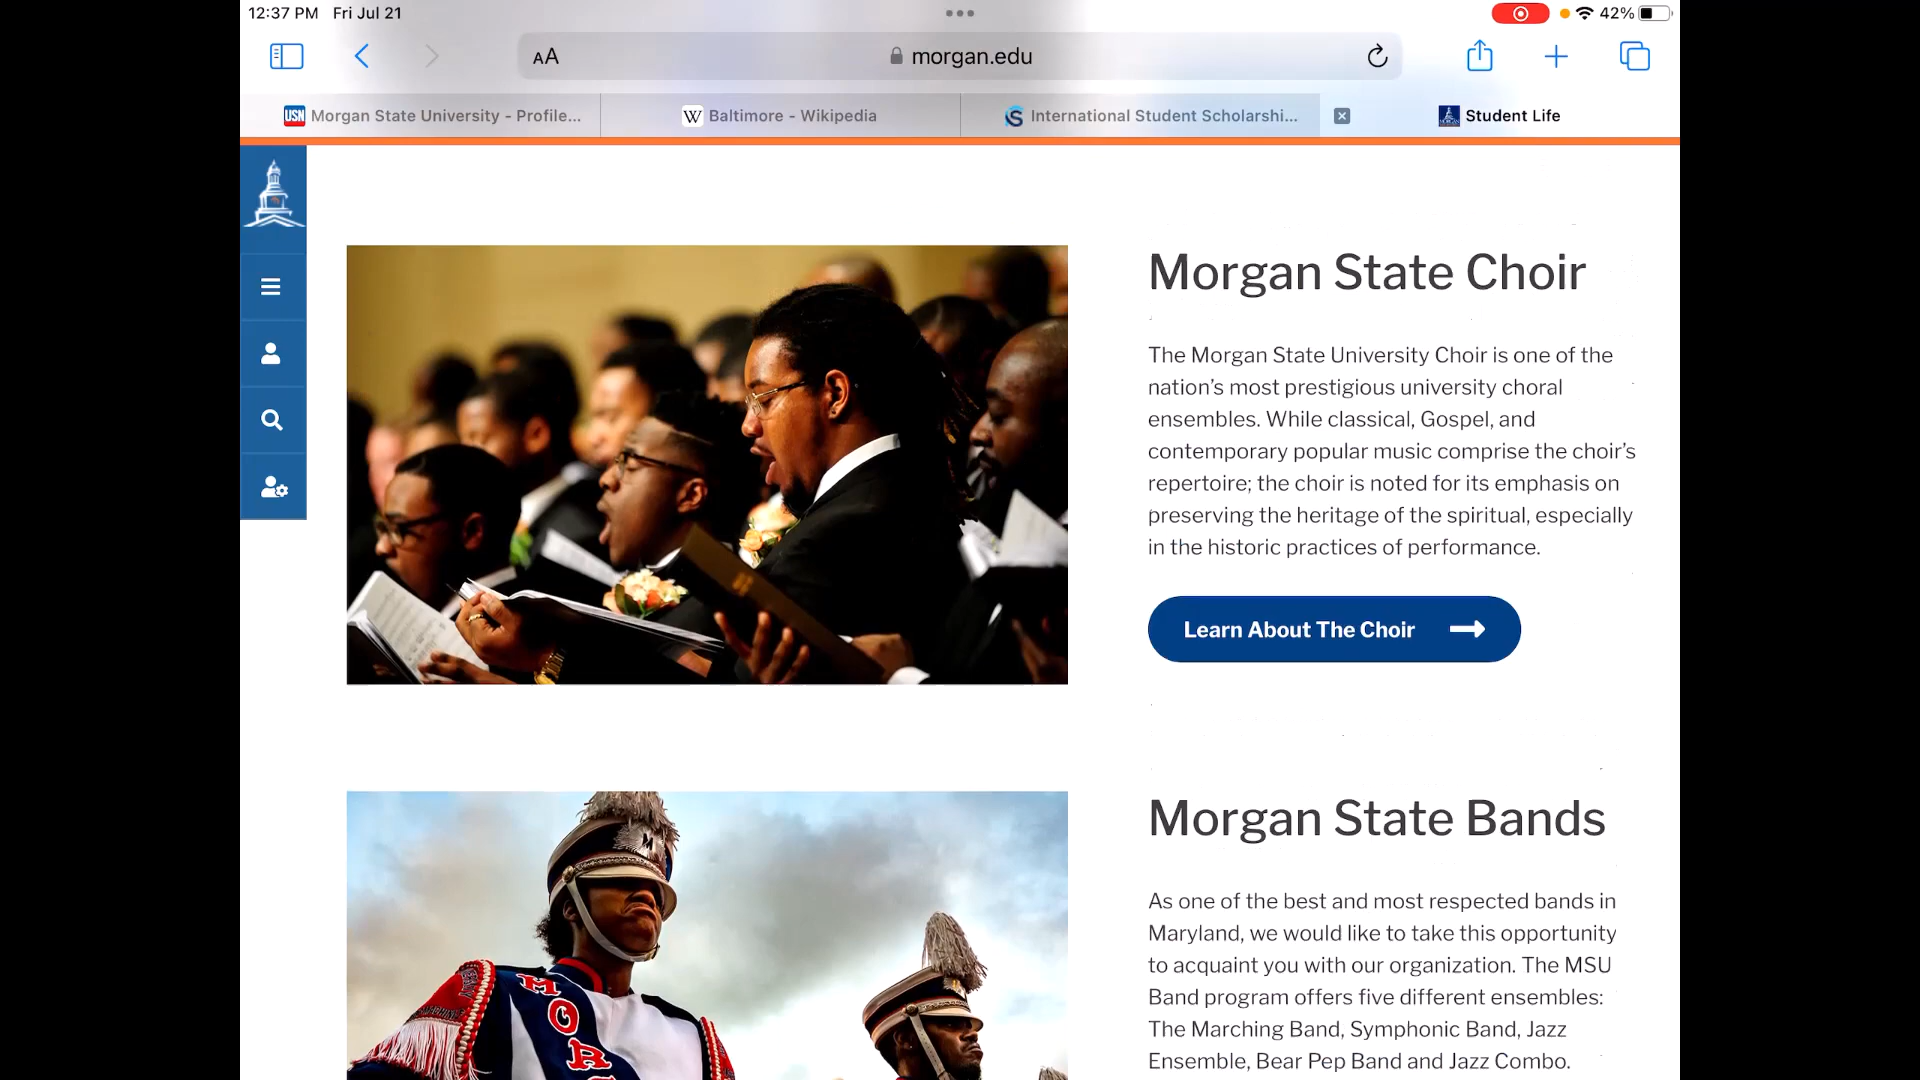 12:37 PM Fri Jul 21
42%
AA
morgan.edu
USN Morgan State University - Profile...
W Baltimore - Wikipedia
S International Student Scholarshi...
Student Life
Morgan State Choir
The Morgan State University Choir is one of the
nation’s most prestigious university choral
ensembles. While classical, Gospel, and
contemporary popular music comprise the choir’s
repertoire; the choir is noted for its emphasis on
preserving the heritage of the spiritual, especially
in the historic practices of performance.
Learn About The Choir
Morgan State Bands
As one of the best and most respected bands in
Maryland, we would like to take this opportunity
to acquaint you with our organization. The MSU
Band program offers five different ensembles:
The Marching Band, Symphonic Band, Jazz
Ensemble, Bear Pep Band and Jazz Combo.
MOR